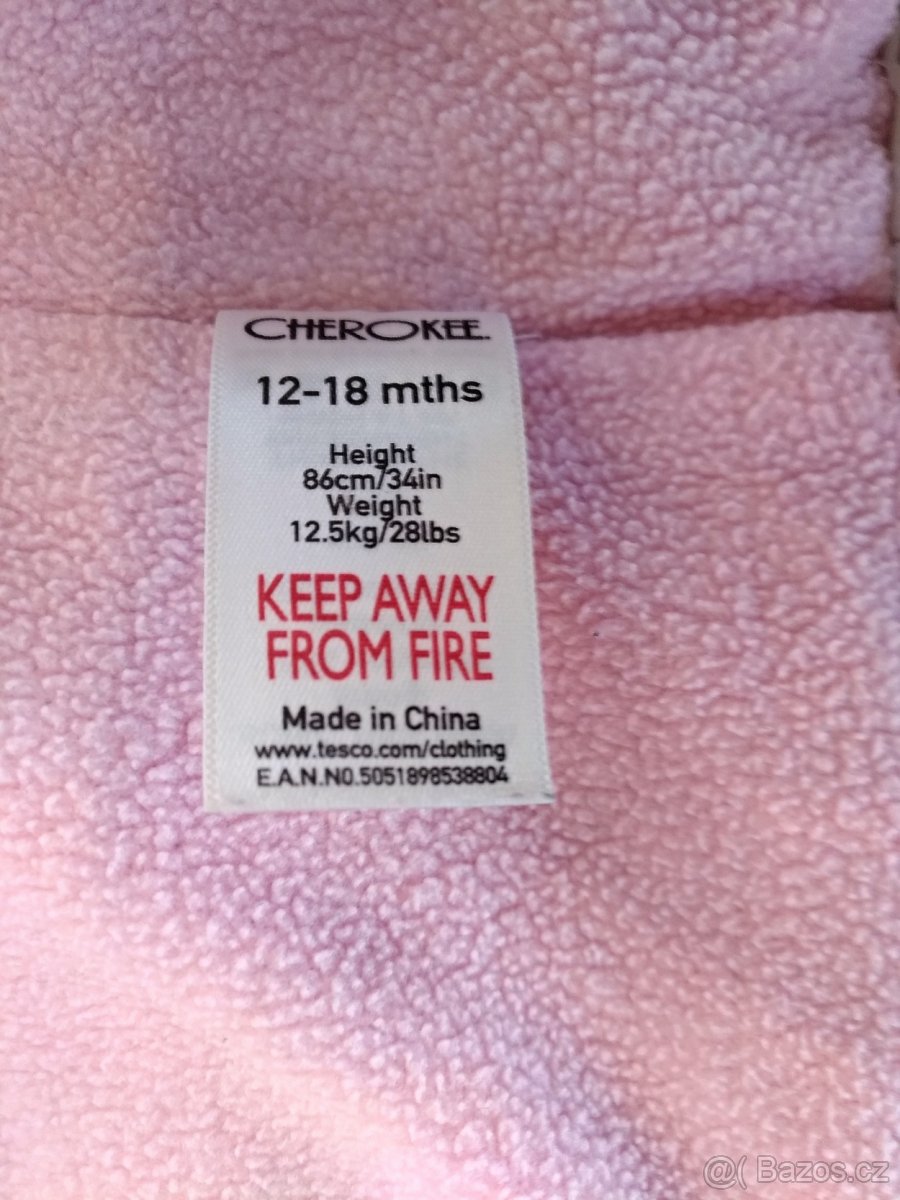 CHEROKEE.
12-18 mths
Height
86cm/34in
Weight
12.5kg/28lbs
KEEP AWAY
FROM FIRE
Made in China
www.tesco.com/clothing
E.A.N.NO.5051898538804
@( Bazos.cz